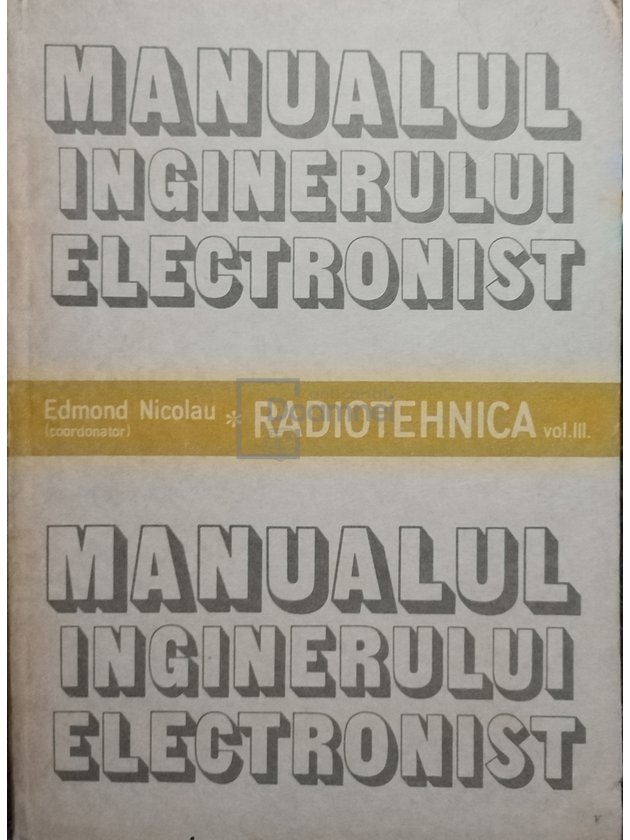 MANUALUL
INGINERULUI
ELECTRONIST
Edmond Nicolau * RADIOTEHNICA vol.III.
(coordonator)
MANUALUL
INGINERULUI
ELECTRONIST